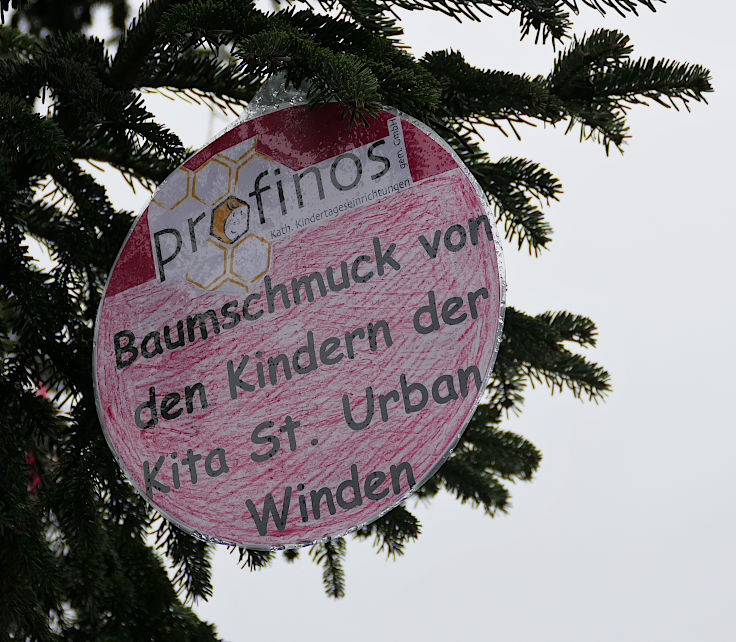 profinos
gem. GmbH
Kath. Kindertageseinrichtungen
Baumschmuck von
den Kindern der
Kita St. Urban
Winden